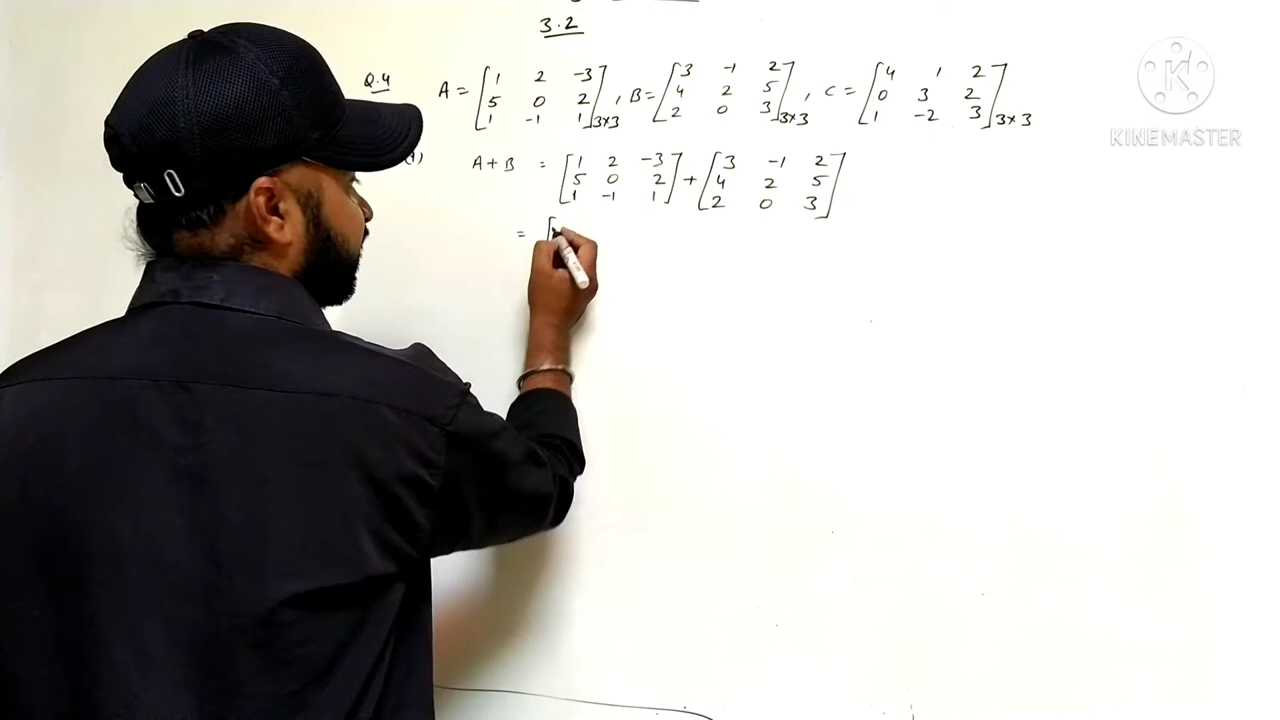 3.2
Q.4 A = [1 2 -3 5 0 2 1 -1 1]3×3 , B = [3 -1 2 4 2 5 2 0 3]3×3 , C = [4 1 2 0 3 2 1 -2 3]3×3
A+B = [1 2 -3 5 0 2 1 -1 1] + [3 -1 2 4 2 5 2 0 3]
= [
KINEMASTER